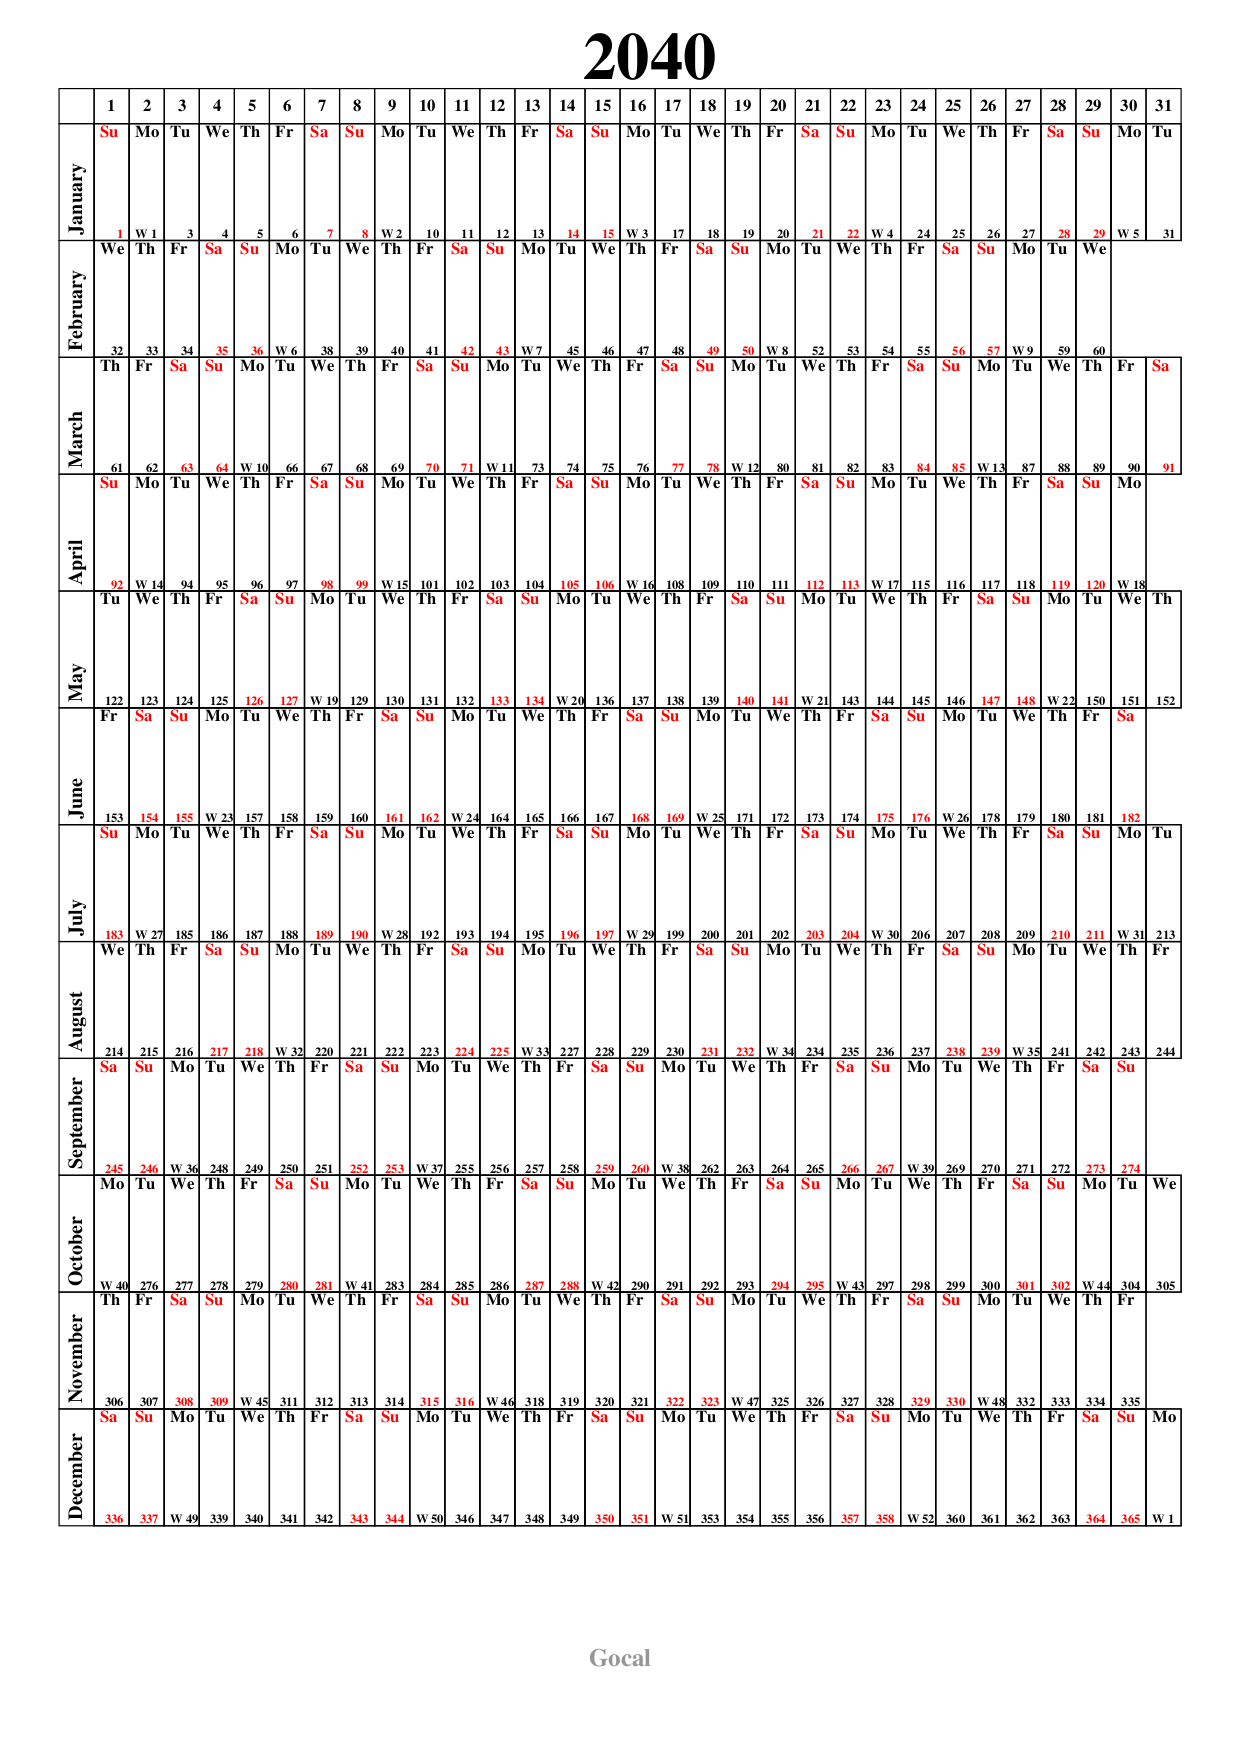 2040
1 2 3 4 5 6 7 8 9 10 11 12 13 14 15 16 17 18 19 20 21 22 23 24 25 26 27 28 29 30 31
January
Su Mo Tu We Th Fr Sa Su Mo Tu We Th Fr Sa Su Mo Tu We Th Fr Sa Su Mo Tu We Th Fr Sa Su Mo Tu
1 W 1 3 4 5 6 7 8 W 2 10 11 12 13 14 15 W 3 17 18 19 20 21 22 W 4 24 25 26 27 28 29 W 5 31
February
We Th Fr Sa Su Mo Tu We Th Fr Sa Su Mo Tu We Th Fr Sa Su Mo Tu We Th Fr Sa Su Mo Tu We
32 33 34 35 36 W 6 38 39 40 41 42 43 W 7 45 46 47 48 49 50 W 8 52 53 54 55 56 57 W 9 59 60
March
Th Fr Sa Su Mo Tu We Th Fr Sa Su Mo Tu We Th Fr Sa Su Mo Tu We Th Fr Sa Su Mo Tu We Th Fr Sa
61 62 63 64 W 10 66 67 68 69 70 71 W 11 73 74 75 76 77 78 W 12 80 81 82 83 84 85 W 13 87 88 89 90 91
April
Su Mo Tu We Th Fr Sa Su Mo Tu We Th Fr Sa Su Mo Tu We Th Fr Sa Su Mo Tu We Th Fr Sa Su Mo
92 W 14 94 95 96 97 98 99 W 15 101 102 103 104 105 106 W 16 108 109 110 111 112 113 W 17 115 116 117 118 119 120 W 18
May
Tu We Th Fr Sa Su Mo Tu We Th Fr Sa Su Mo Tu We Th Fr Sa Su Mo Tu We Th Fr Sa Su Mo Tu We Th
122 123 124 125 126 127 W 19 129 130 131 132 133 134 W 20 136 137 138 139 140 141 W 21 143 144 145 146 147 148 W 22 150 151 152
June
Fr Sa Su Mo Tu We Th Fr Sa Su Mo Tu We Th Fr Sa Su Mo Tu We Th Fr Sa Su Mo Tu We Th Fr Sa
153 154 155 W 23 157 158 159 160 161 162 W 24 164 165 166 167 168 169 W 25 171 172 173 174 175 176 W 26 178 179 180 181 182
July
Su Mo Tu We Th Fr Sa Su Mo Tu We Th Fr Sa Su Mo Tu We Th Fr Sa Su Mo Tu We Th Fr Sa Su Mo Tu
183 W 27 185 186 187 188 189 190 W 28 192 193 194 195 196 197 W 29 199 200 201 202 203 204 W 30 206 207 208 209 210 211 W 31 213
August
We Th Fr Sa Su Mo Tu We Th Fr Sa Su Mo Tu We Th Fr Sa Su Mo Tu We Th Fr Sa Su Mo Tu We Th Fr
214 215 216 217 218 W 32 220 221 222 223 224 225 W 33 227 228 229 230 231 232 W 34 234 235 236 237 238 239 W 35 241 242 243 244
September
Sa Su Mo Tu We Th Fr Sa Su Mo Tu We Th Fr Sa Su Mo Tu We Th Fr Sa Su Mo Tu We Th Fr Sa Su
245 246 W 36 248 249 250 251 252 253 W 37 255 256 257 258 259 260 W 38 262 263 264 265 266 267 W 39 269 270 271 272 273 274
October
Mo Tu We Th Fr Sa Su Mo Tu We Th Fr Sa Su Mo Tu We Th Fr Sa Su Mo Tu We Th Fr Sa Su Mo Tu We
W 40 276 277 278 279 280 281 W 41 283 284 285 286 287 288 W 42 290 291 292 293 294 295 W 43 297 298 299 300 301 302 W 44 304 305
November
Th Fr Sa Su Mo Tu We Th Fr Sa Su Mo Tu We Th Fr Sa Su Mo Tu We Th Fr Sa Su Mo Tu We Th Fr
306 307 308 309 W 45 311 312 313 314 315 316 W 46 318 319 320 321 322 323 W 47 325 326 327 328 329 330 W 48 332 333 334 335
December
Sa Su Mo Tu We Th Fr Sa Su Mo Tu We Th Fr Sa Su Mo Tu We Th Fr Sa Su Mo Tu We Th Fr Sa Su Mo
336 337 W 49 339 340 341 342 343 344 W 50 346 347 348 349 350 351 W 51 353 354 355 356 357 358 W 52 360 361 362 363 364 365 W 1
Gocal